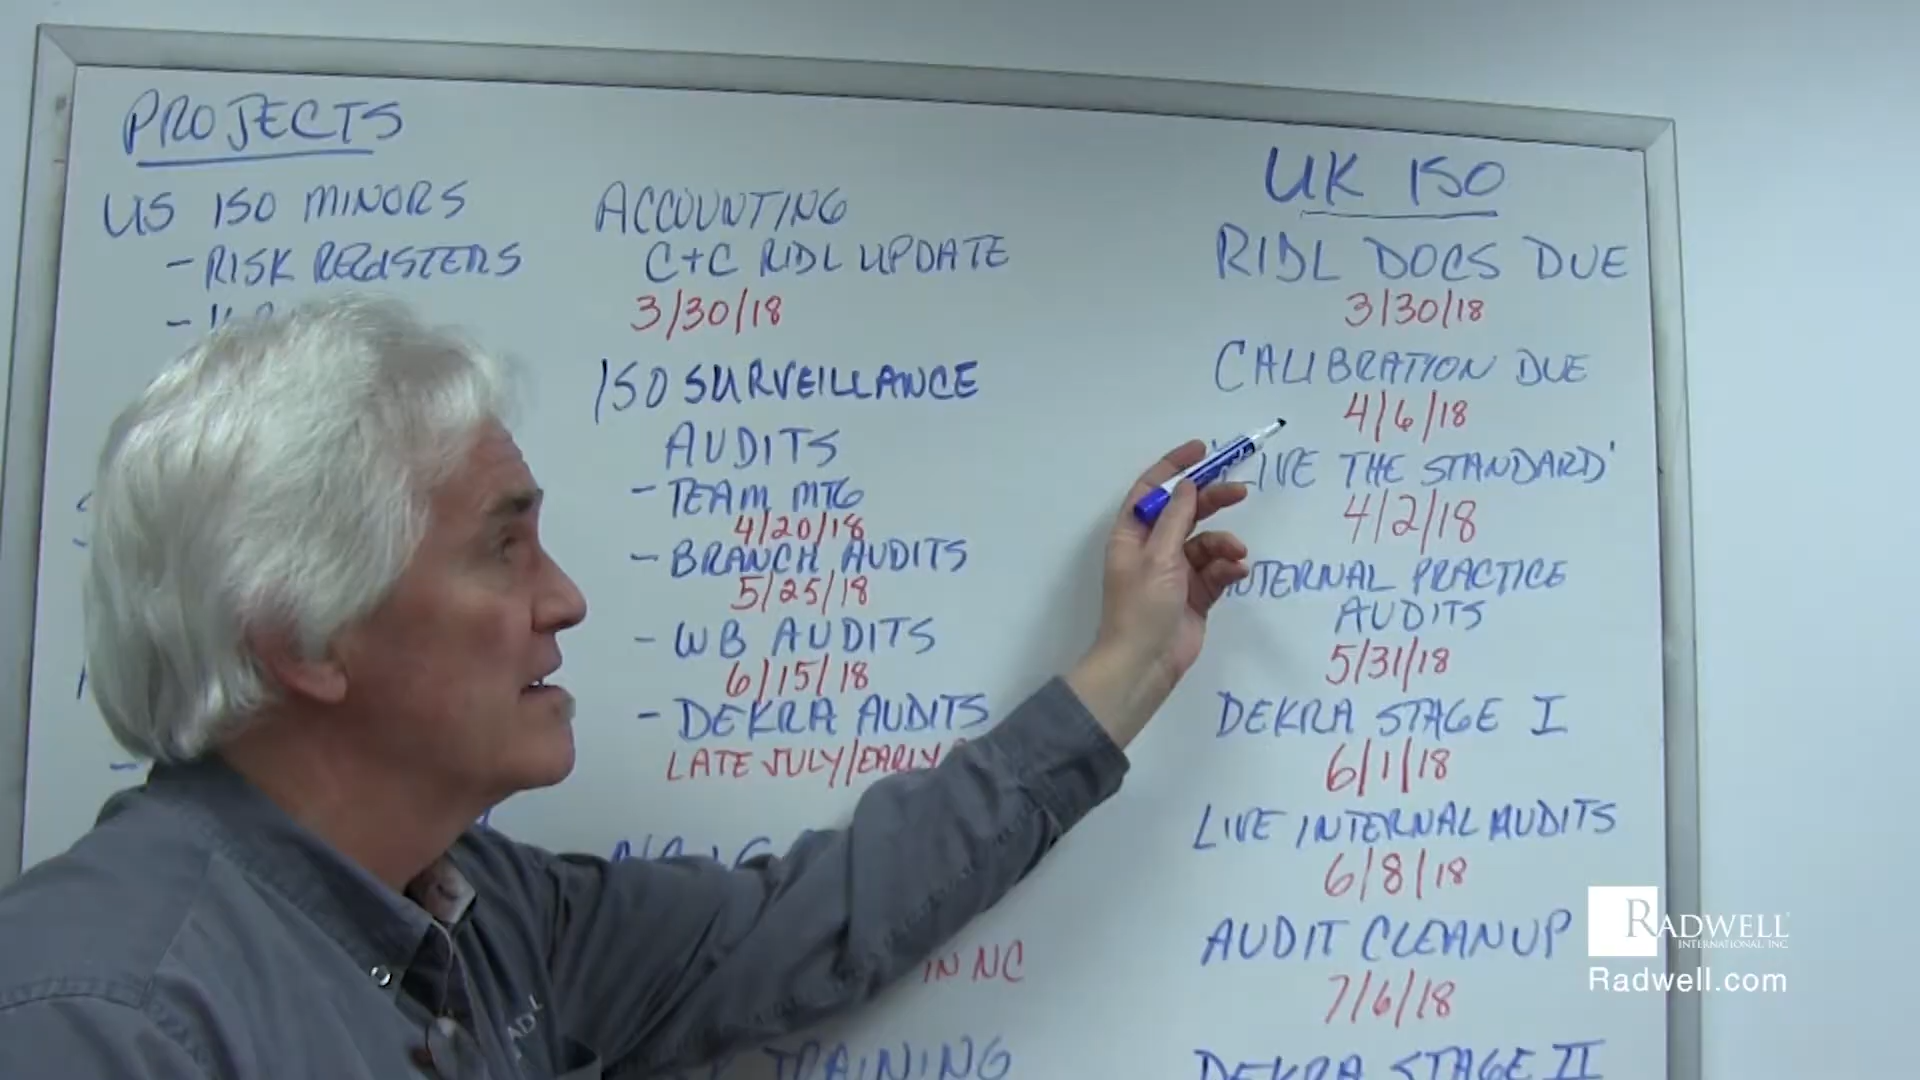 PROJECTS
US ISO MINORS
- RISK REGISTERS
ACCOUNTING
C+C RIDL UPDATE
3/30/18
ISO SURVEILLANCE
AUDITS
- TEAM MTG
4/20/18
- BRANCH AUDITS
5/25/18
- WB AUDITS
6/15/18
- DEKRA AUDITS
LATE JULY/EARLY
IN NC
TRAINING
UK ISO
RIDL DOCS DUE
3/30/18
CALIBRATION DUE
4/6/18
LIVE THE STANDARD'
4/2/18
INTERNAL PRACTICE
AUDITS
5/31/18
DEKRA STAGE I
6/1/18
LIVE INTERNAL AUDITS
6/8/18
AUDIT CLEANUP
7/6/18
DEKRA STAGE II
RADWELL
INTERNATIONAL, INC.
Radwell.com